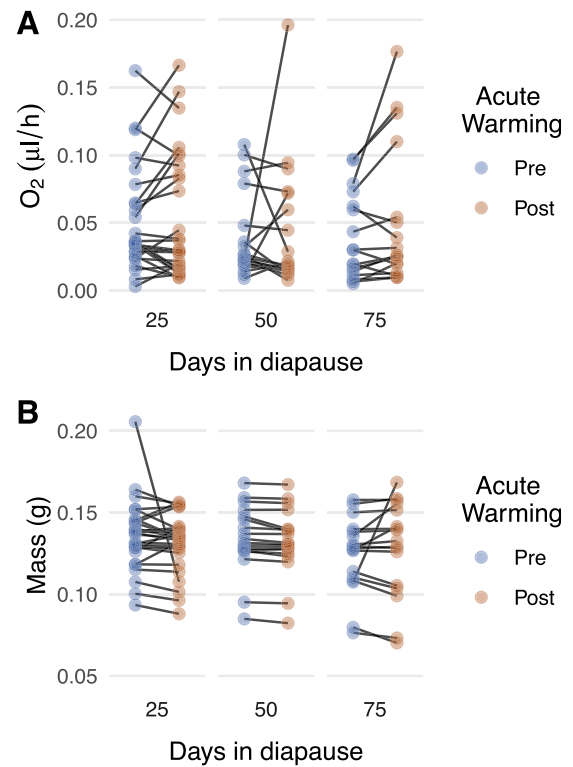 A
0.20
0.15
0.10
0.05
0.00
O2 (μl/h)
25 50 75
Days in diapause
Acute
Warming
Pre
Post
B
0.20
0.15
0.10
0.05
Mass (g)
25 50 75
Days in diapause
Acute
Warming
Pre
Post